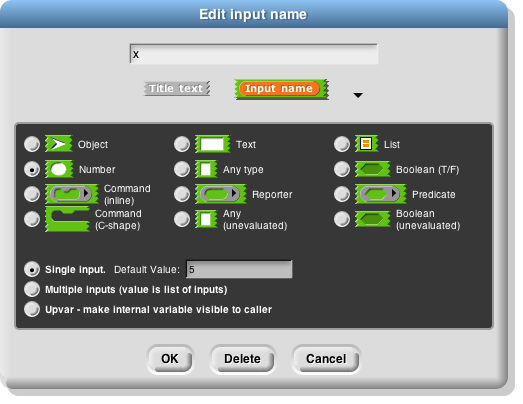 Edit input name
x
Title text Input name
Object Text List
Number Any type Boolean (T/F)
Command (inline) Reporter Predicate
Command (C-shape) Any (unevaluated) Boolean (unevaluated)
Single input. Default Value: 5
Multiple inputs (value is list of inputs)
Upvar - make internal variable visible to caller
OK Delete Cancel